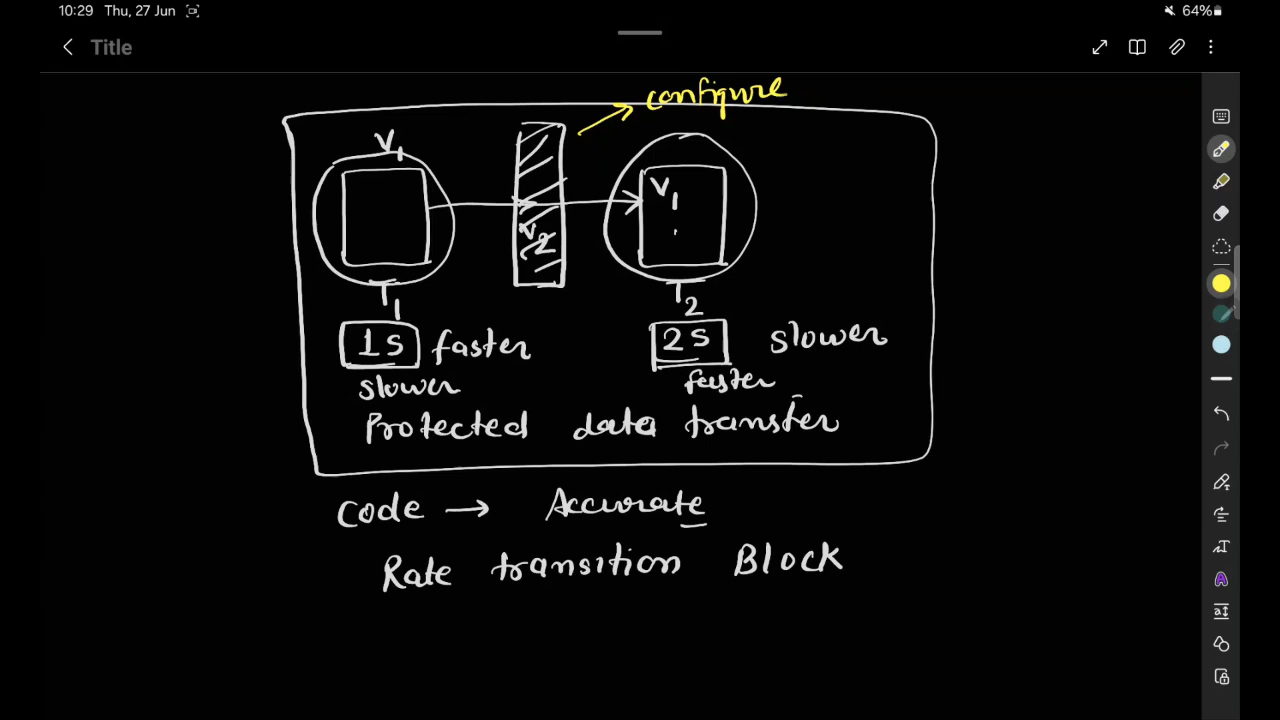 10:29 Thu, 27 Jun 64%
Title
configure
V1
V1
V2
T1 T2
1s faster 2s slower
slower faster
Protected data transfer
Code → Accurate
Rate transition Block